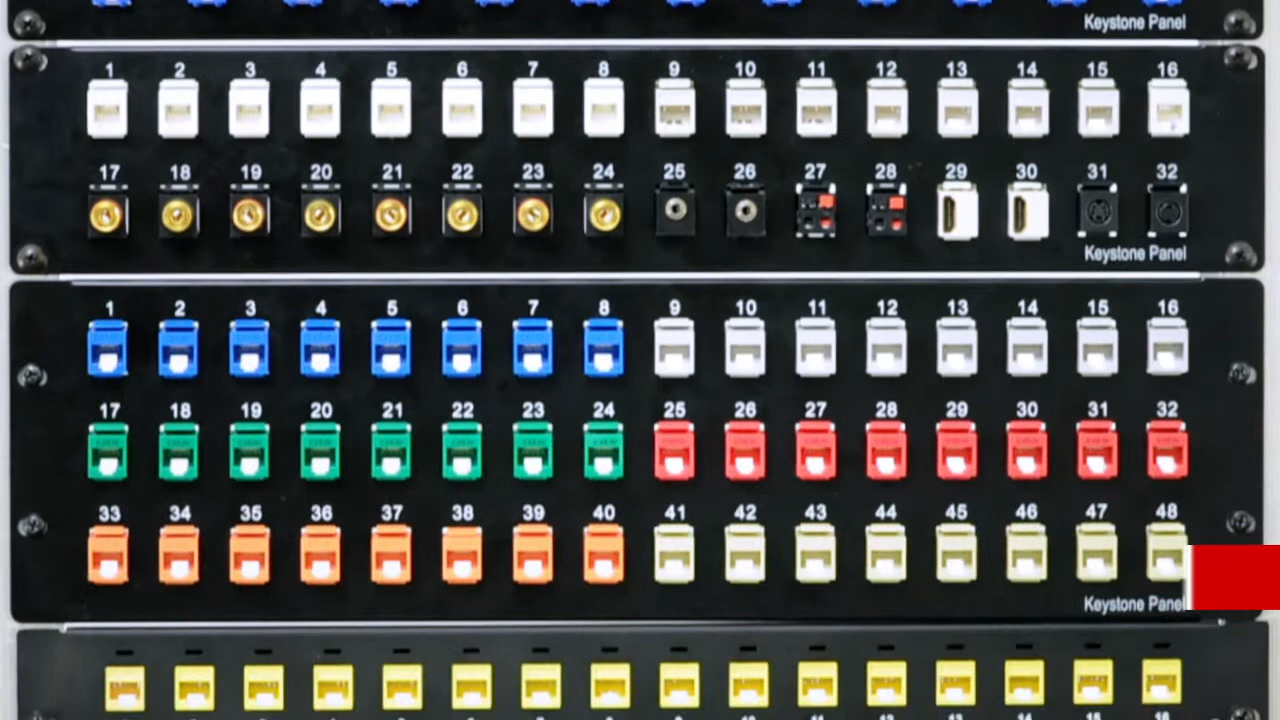 Keystone Panel
1 2 3 4 5 6 7 8 9 10 11 12 13 14 15 16
17 18 19 20 21 22 23 24 25 26 27 28 29 30 31 32
Keystone Panel
1 2 3 4 5 6 7 8 9 10 11 12 13 14 15 16
17 18 19 20 21 22 23 24 25 26 27 28 29 30 31 32
33 34 35 36 37 38 39 40 41 42 43 44 45 46 47 48
Keystone Panel